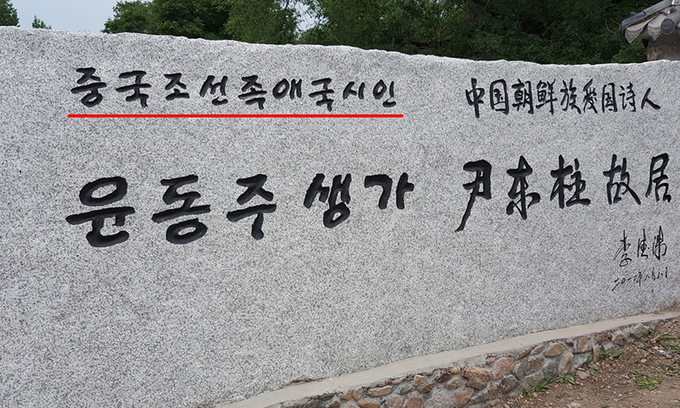 중국조선족애국시인
中国朝鲜族爱国诗人
윤동주생가
尹东柱故居